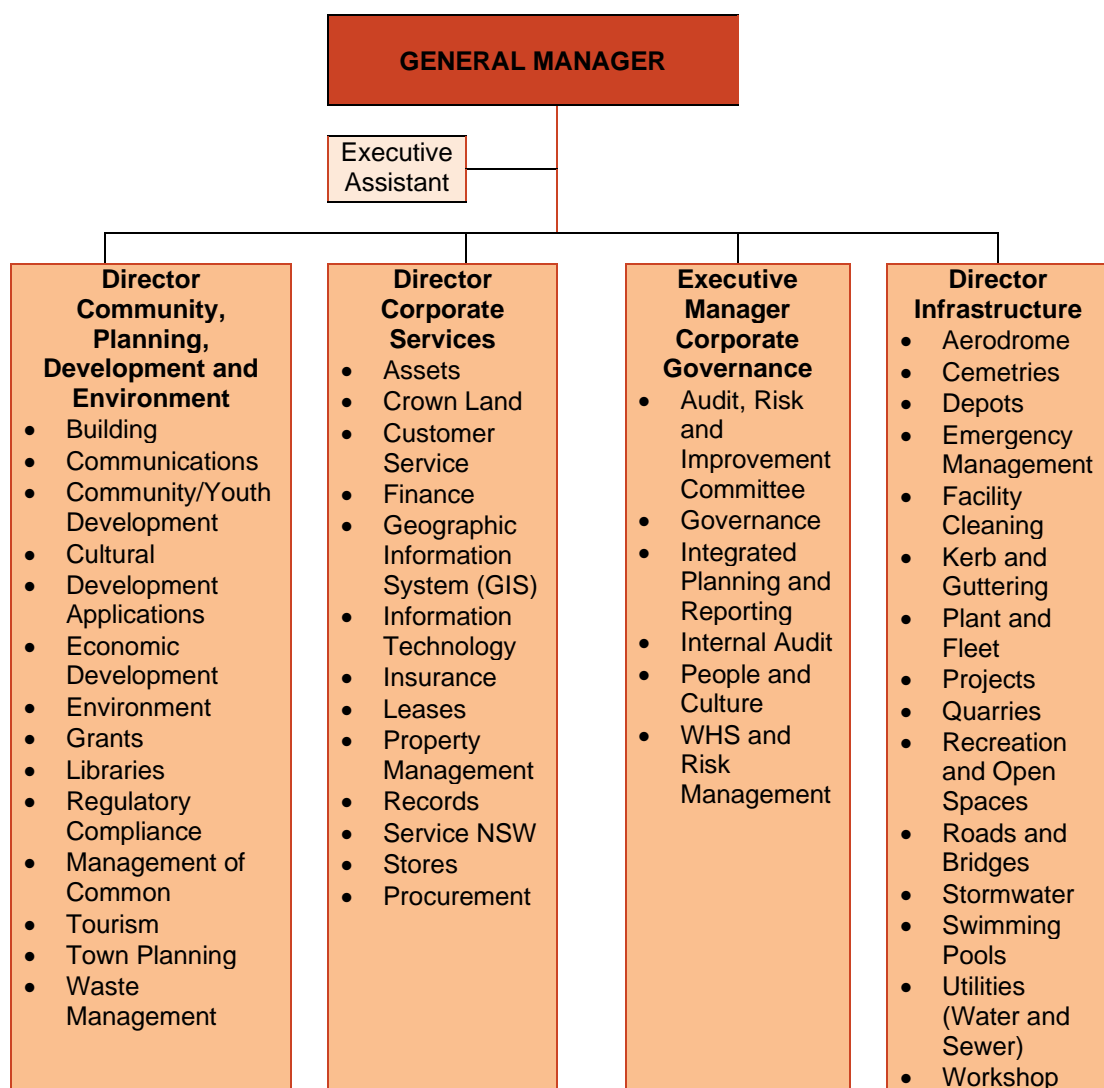 GENERAL MANAGER
Executive
Assistant
Director
Community,
Planning,
Development and
Environment
• Building
• Communications
• Community/Youth
Development
• Cultural
• Development
Applications
• Economic
Development
• Environment
• Grants
• Libraries
• Regulatory
Compliance
• Management of
Common
• Tourism
• Town Planning
• Waste
Management
Director
Corporate
Services
• Assets
• Crown Land
• Customer
Service
• Finance
• Geographic
Information
System (GIS)
• Information
Technology
• Insurance
• Leases
• Property
Management
• Records
• Service NSW
• Stores
• Procurement
Executive
Manager
Corporate
Governance
• Audit, Risk
and
Improvement
Committee
• Governance
• Integrated
Planning and
Reporting
• Internal Audit
• People and
Culture
• WHS and
Risk
Management
Director
Infrastructure
• Aerodrome
• Cemetries
• Depots
• Emergency
Management
• Facility
Cleaning
• Kerb and
Guttering
• Plant and
Fleet
• Projects
• Quarries
• Recreation
and Open
Spaces
• Roads and
Bridges
• Stormwater
• Swimming
Pools
• Utilities
(Water and
Sewer)
• Workshop